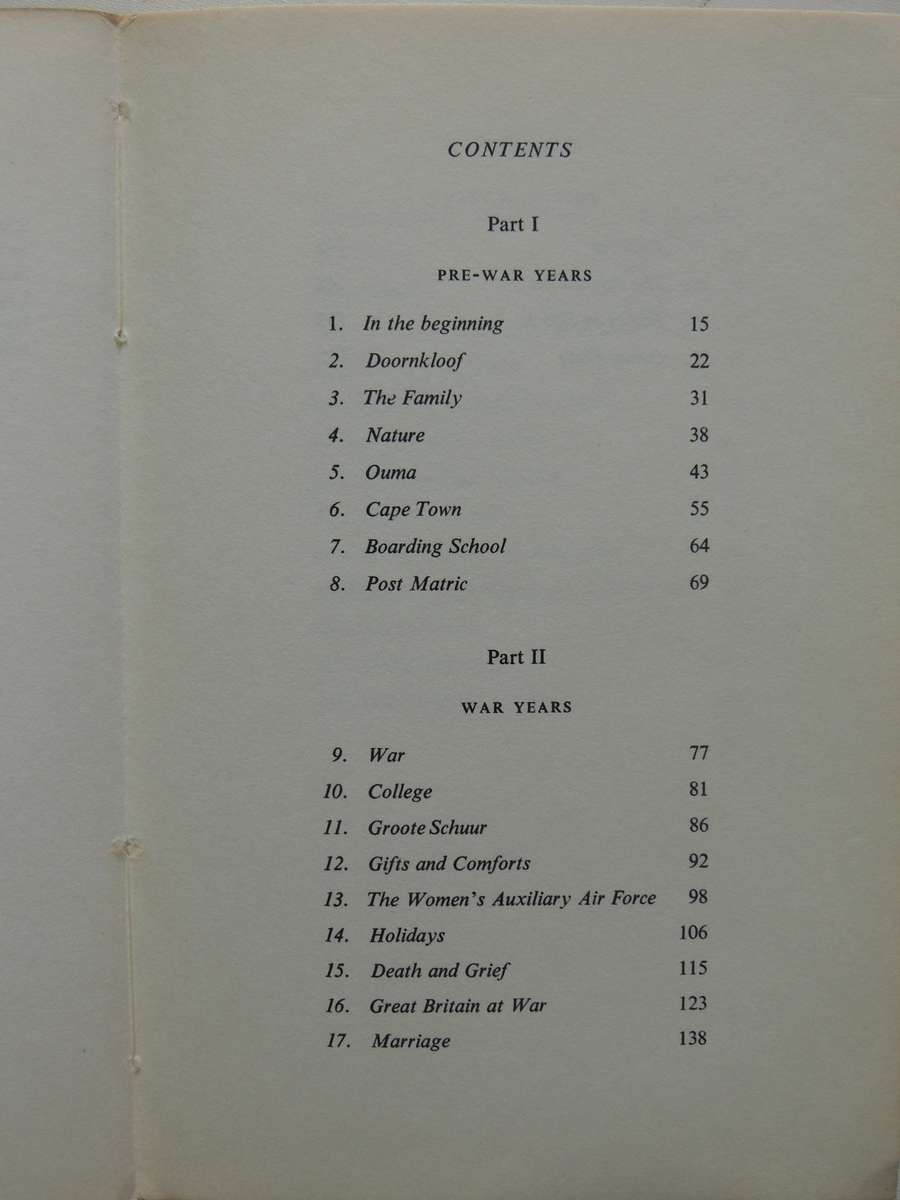 CONTENTS
Part I
PRE-WAR YEARS
1. In the beginning 15
2. Doornkloof 22
3. The Family 31
4. Nature 38
5. Ouma 43
6. Cape Town 55
7. Boarding School 64
8. Post Matric 69
Part II
WAR YEARS
9. War 77
10. College 81
11. Groote Schuur 86
12. Gifts and Comforts 92
13. The Women's Auxiliary Air Force 98
14. Holidays 106
15. Death and Grief 115
16. Great Britain at War 123
17. Marriage 138